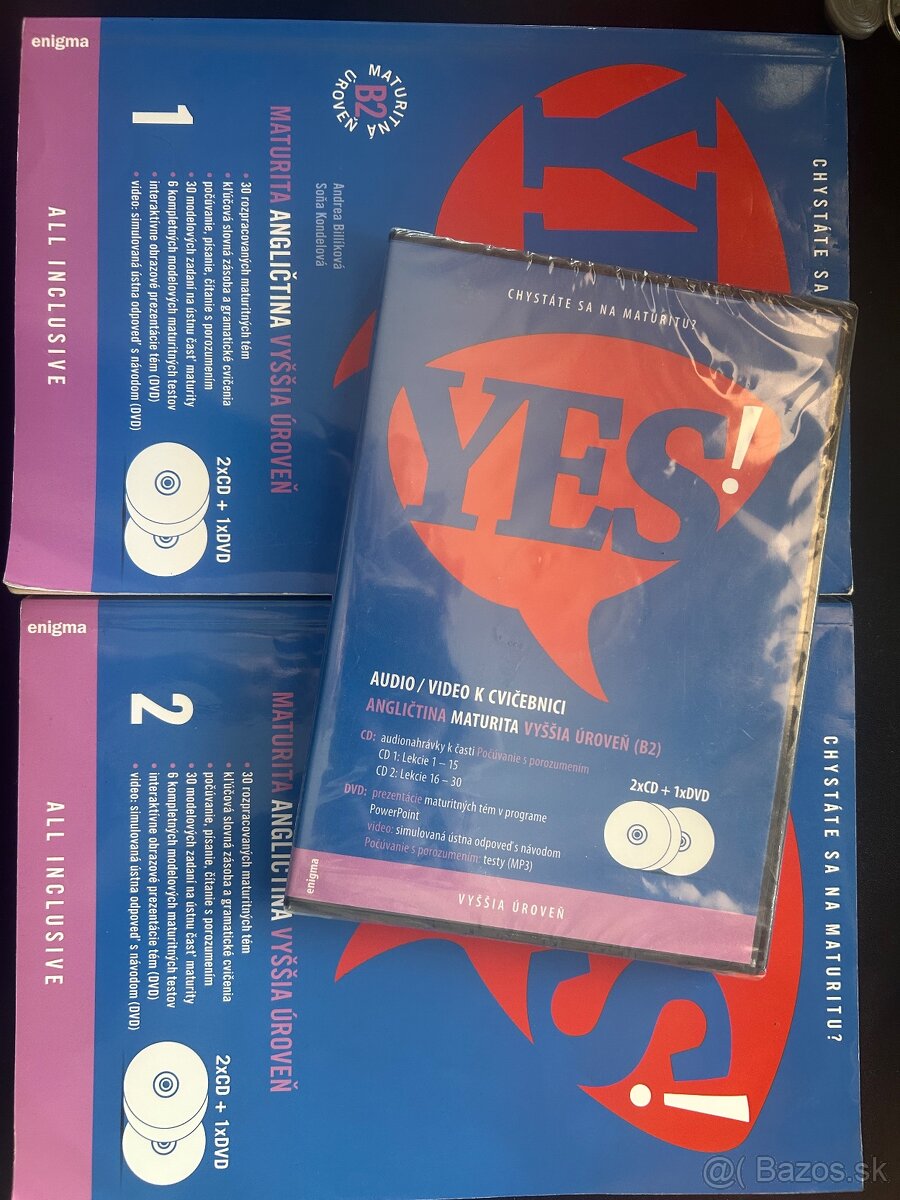 enigma
1
ALL INCLUSIVE
MATURITNÁ
ÚROVEŇ
B2
CHYSTÁTE SA
Y
Andrea Billíková
Soňa Kondelová
MATURITA ANGLIČTINA VYŠŠIA ÚROVEŇ
• 30 rozpracovaných maturitných tém
• kľúčová slovná zásoba a gramatické cvičenia
• počúvanie, písanie, čítanie s porozumením
• 30 modelových zadaní na ústnu časť maturity
• 6 kompletných modelových maturitných testov
• interaktívne obrazové prezentácie tém (DVD)
• video: simulovaná ústna odpoveď s návodom (DVD)
2xCD + 1xDVD
CHYSTÁTE SA NA MATURITU?
YES!
AUDIO / VIDEO K CVIČEBNICI
ANGLIČTINA MATURITA VYŠŠIA ÚROVEŇ (B2)
CD: audionahrávky k časti Počúvanie s porozumením
CD 1: Lekcie 1 – 15
CD 2: Lekcie 16 – 30
DVD: prezentácie maturitných tém v programe
PowerPoint
video: simulovaná ústna odpoveď s návodom
Počúvanie s porozumením: testy (MP3)
2xCD + 1xDVD
enigma
VYŠŠIA ÚROVEŇ
enigma
2
ALL INCLUSIVE
CHYSTÁTE SA NA MATURITU?
S!
MATURITA ANGLIČTINA VYŠŠIA ÚROVEŇ
• 30 rozpracovaných maturitných tém
• kľúčová slovná zásoba a gramatické cvičenia
• počúvanie, písanie, čítanie s porozumením
• 30 modelových zadaní na ústnu časť maturity
• 6 kompletných modelových maturitných testov
• interaktívne obrazové prezentácie tém (DVD)
• video: simulovaná ústna odpoveď s návodom (DVD)
2xCD + 1xDVD
@( Bazos.sk